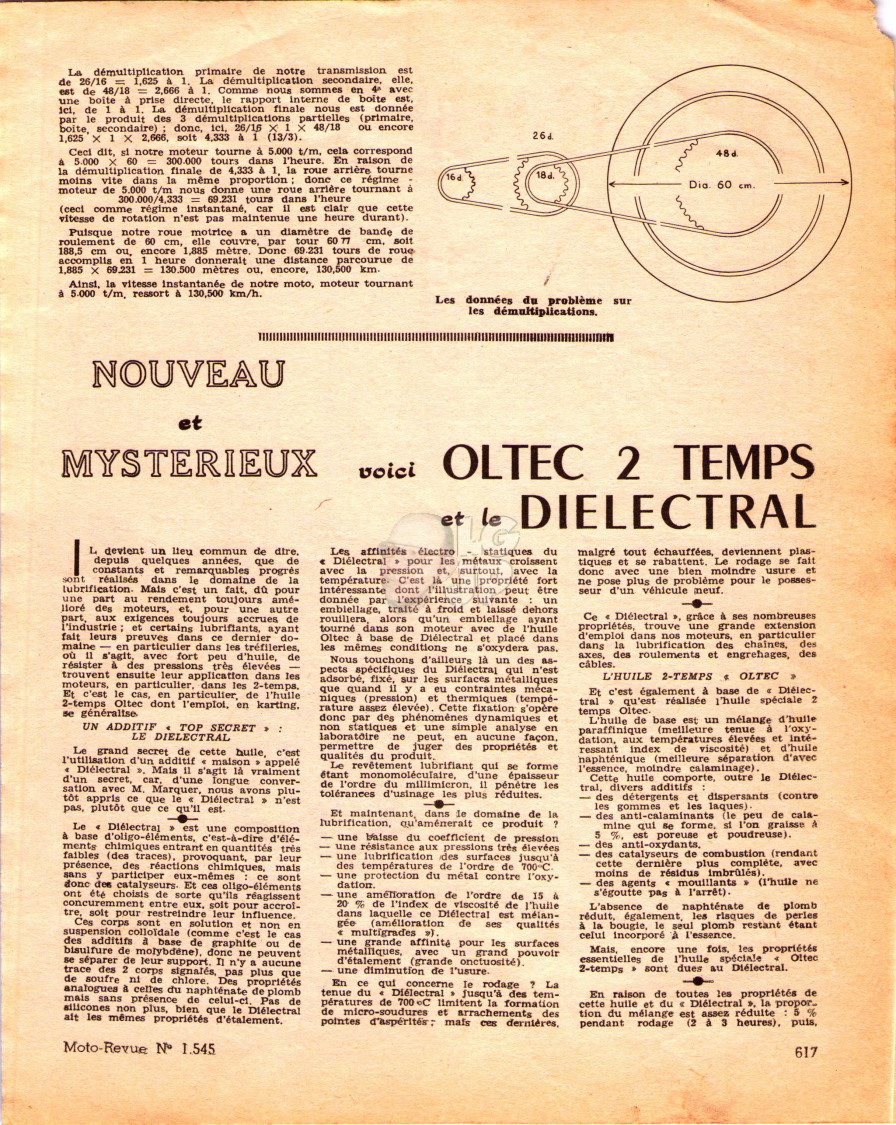 La démultiplication primaire de notre transmission est
de 26/16 = 1,625 à 1. La démultiplication secondaire, elle,
est de 48/18 = 2,666 à 1. Comme nous sommes en 4e avec
une boîte à prise directe, le rapport interne de boîte est,
ici, de 1 à 1. La démultiplication finale nous est donnée
par le produit des 3 démultiplications partielles (primaire,
boîte, secondaire) ; donc, ici, 26/16 × 1 × 48/18 ou encore
1,625 × 1 × 2,666, soit 4,333 à 1 (13/3).
Ceci dit, si notre moteur tourne à 5.000 t/m, cela correspond
à 5.000 × 60 = 300.000 tours dans l'heure. En raison de
la démultiplication finale de 4,333 à 1, la roue arrière tourne
moins vite dans la même proportion ; donc ce régime -
moteur de 5.000 t/m nous donne une roue arrière tournant à
300.000/4,333 = 69.231 tours dans l'heure
(ceci comme régime instantané, car il est clair que cette
vitesse de rotation n'est pas maintenue une heure durant).
Puisque notre roue motrice a un diamètre de bande de
roulement de 60 cm, elle couvre, par tour 60 77 cm, soit
188,5 cm ou, encore 1,885 mètre. Donc 69.231 tours de roue
accomplis en 1 heure donnerait une distance parcourue de
1,885 × 69.231 = 130.500 mètres ou, encore, 130,500 km.
Ainsi, la vitesse instantanée de notre moto, moteur tournant
à 5.000 t/m, ressort à 130,500 km/h.
26 d.
16 d.
18 d.
48 d.
Dia. 60 cm.
Les données du problème sur
les démultiplications.
NOUVEAU
et
MYSTERIEUX voici OLTEC 2 TEMPS
et le DIELECTRAL
LG
IL devient un lieu commun de dire,
depuis quelques années, que de
constants et remarquables progrès
sont réalisés dans le domaine de la
lubrification. Mais c'est un fait, dû pour
une part au rendement toujours amé-
lioré des moteurs, et, pour une autre
part, aux exigences toujours accrues de
l'industrie ; et certains lubrifiants, ayant
fait leurs preuves dans ce dernier do-
maine — en particulier dans les tréfileries,
où il s'agit, avec fort peu d'huile, de
résister à des pressions très élevées —
trouvent ensuite leur application dans les
moteurs, en particulier, dans les 2-temps.
Et c'est le cas, en particulier, de l'huile
2-temps Oltec dont l'emploi, en karting,
se généralise.
UN ADDITIF « TOP SECRET » :
LE DIELECTRAL
Le grand secret de cette huile, c'est
l'utilisation d'un additif « maison » appelé
« Diélectral ». Mais il s'agit là vraiment
d'un secret, car, d'une longue conver-
sation avec M. Marquer, nous avons plu-
tôt appris ce que le « Diélectral » n'est
pas, plutôt que ce qu'il est.
Le « Diélectral » est une composition
à base d'oligo-éléments, c'est-à-dire d'élé-
ments chimiques entrant en quantités très
faibles (des traces), provoquant, par leur
présence, des réactions chimiques, mais
sans y participer eux-mêmes : ce sont
donc des catalyseurs. Et ces oligo-éléments
ont été choisis de sorte qu'ils réagissent
concuremment entre eux, soit pour accroî-
tre, soit pour restreindre leur influence.
Ces corps sont en solution et non en
suspension colloïdale (comme c'est le cas
des additifs à base de graphite ou de
bisulfure de molybdène), donc ne peuvent
se séparer de leur support. Il n'y a aucune
trace des 2 corps signalés, pas plus que
de soufre ni de chlore. Des propriétés
analogues à celles du naphténate de plomb
mais sans présence de celui-ci. Pas de
silicones non plus, bien que le Diélectral
ait les mêmes propriétés d'étalement.
Les affinités électro - statiques du
« Diélectral » pour les métaux croissent
avec la pression et, surtout, avec la
température. C'est là une propriété fort
intéressante dont l'illustration peut être
donnée par l'expérience suivante : un
embiellage, traité à froid et laissé dehors
rouillera, alors qu'un embiellage ayant
tourné dans son moteur avec de l'huile
Oltec à base de Diélectral et placé dans
les mêmes conditions ne s'oxydera pas.
Nous touchons d'ailleurs là un des as-
pects spécifiques du Diélectral qui n'est
adsorbé, fixé, sur les surfaces métalliques
que quand il y a eu contraintes méca-
niques (pression) et thermiques (tempé-
rature assez élevée). Cette fixation s'opère
donc par des phénomènes dynamiques et
non statiques et une simple analyse en
laboratoire ne peut, en aucune façon,
permettre de juger des propriétés et
qualités du produit.
Le revêtement lubrifiant qui se forme
étant monomoléculaire, d'une épaisseur
de l'ordre du millimicron, il pénètre les
tolérances d'usinage les plus réduites.
Et maintenant, dans le domaine de la
lubrification, qu'amènerait ce produit ?
— une baisse du coefficient de pression
— une résistance aux pressions très élevées
— une lubrification des surfaces jusqu'à
des températures de l'ordre de 700°C.
— une protection du métal contre l'oxy-
dation.
— une amélioration de l'ordre de 15 à
20 % de l'index de viscosité de l'huile
dans laquelle ce Diélectral est mélan-
gée (amélioration de ses qualités
« multigrades »).
— une grande affinité pour les surfaces
métalliques, avec un grand pouvoir
d'étalement (grande onctuosité).
— une diminution de l'usure.
En ce qui concerne le rodage ? La
tenue du « Diélectral » jusqu'à des tem-
pératures de 700°C limitent la formation
de micro-soudures et arrachements des
pointes d'aspérités ; mais ces dernières,
malgré tout échauffées, deviennent plas-
tiques et se rabattent. Le rodage se fait
donc avec un bien moindre usure et
ne pose plus de problème pour le posses-
seur d'un véhicule neuf.
Ce « Diélectral », grâce à ses nombreuses
propriétés, trouve une grande extension
d'emploi dans nos moteurs, en particulier
dans la lubrification des chaînes, des
axes, des roulements et engrenages, des
câbles.
L'HUILE 2-TEMPS « OLTEC »
Et c'est également à base de « Diélec-
tral » qu'est réalisée l'huile spéciale 2
temps Oltec.
L'huile de base est un mélange d'huile
paraffinique (meilleure tenue à l'oxy-
dation, aux températures élevées et inté-
ressant index de viscosité) et d'huile
naphténique (meilleure séparation d'avec
l'essence, moindre calaminage).
Cette huile comporte, outre le Diélec-
tral, divers additifs :
— des détergents et dispersants (contre
les gommes et les laques).
— des anti-calaminants (le peu de cala-
mine qui se forme, si l'on graisse à
5 %, est poreuse et poudreuse).
— des anti-oxydants.
— des catalyseurs de combustion (rendant
cette dernière plus complète, avec
moins de résidus imbrûlés).
— des agents « mouillants » (l'huile ne
s'égoutte pas à l'arrêt).
L'absence de naphténate de plomb
réduit, également, les risques de perles
à la bougie, le seul plomb restant étant
celui incorporé à l'essence.
Mais, encore une fois, les propriétés
essentielles de l'huile spéciale « Oltec
2-temps » sont dues au Diélectral.
En raison de toutes les propriétés de
cette huile et du « Diélectral », la propor-
tion du mélange est assez réduite : 5 %
pendant rodage (2 à 3 heures), puis,
Moto-Revue N° 1.545
617